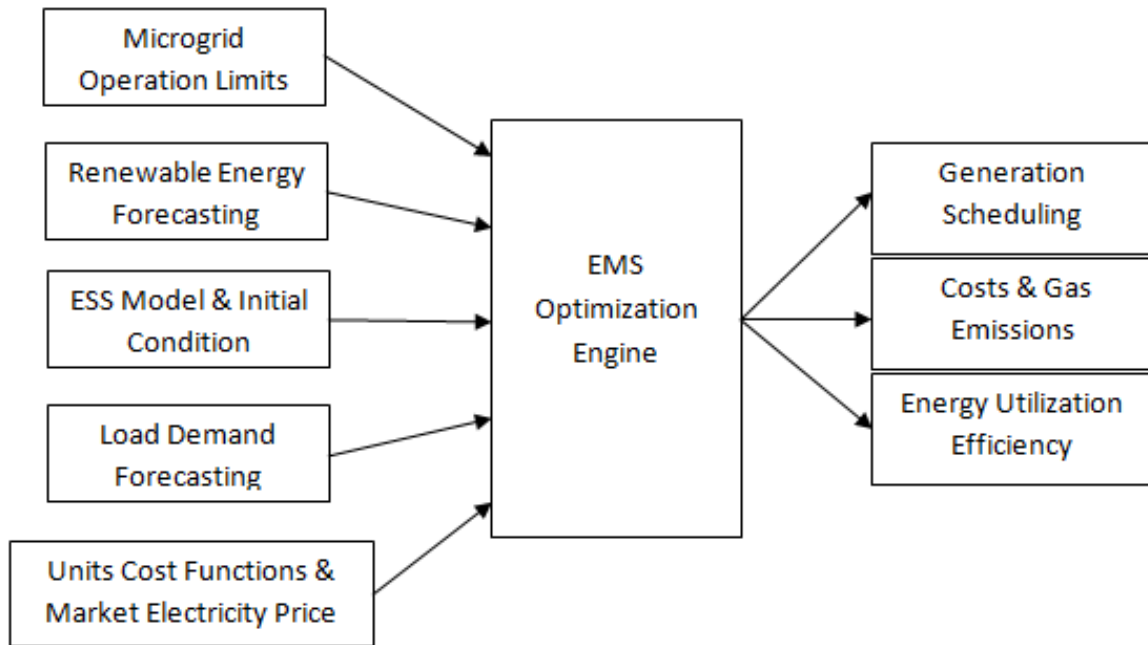 Microgrid
Operation Limits
Renewable Energy
Forecasting
ESS Model & Initial
Condition
Load Demand
Forecasting
Units Cost Functions &
Market Electricity Price
EMS
Optimization
Engine
Generation
Scheduling
Costs & Gas
Emissions
Energy Utilization
Efficiency